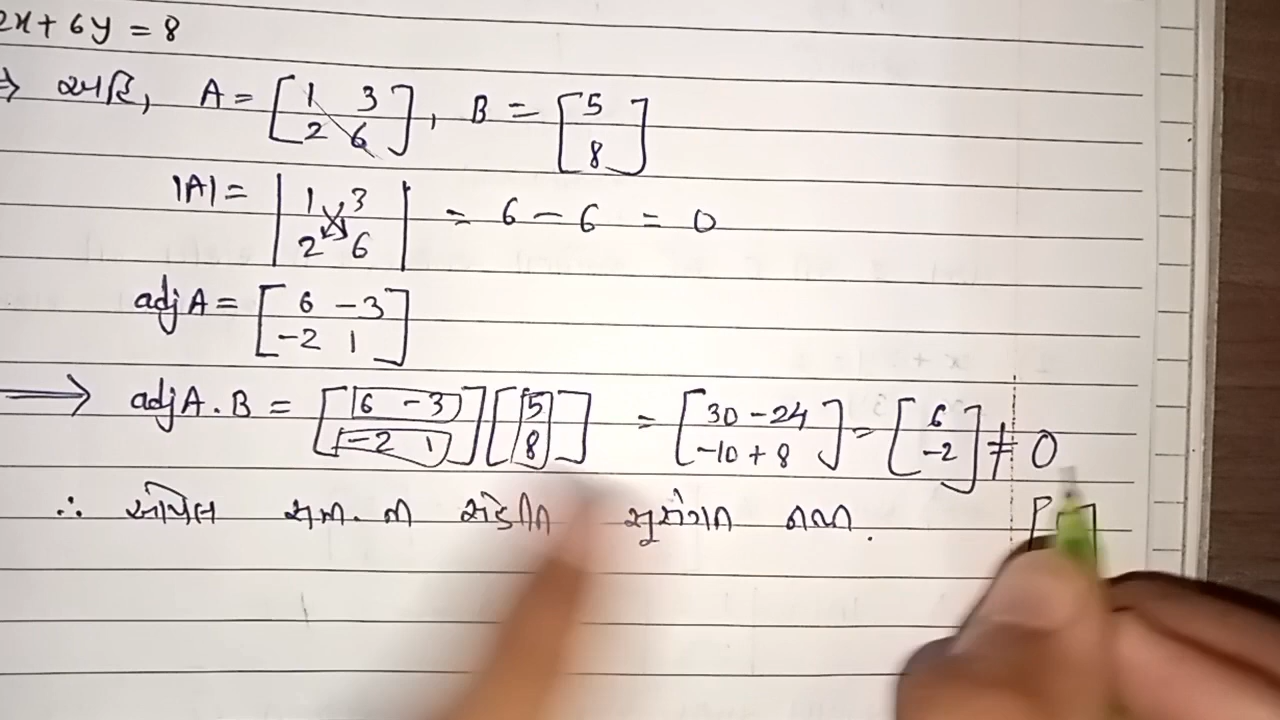 2x + 6y = 8
⇒ અહિં, A = [1 3 2 6], B = [5 8]
|A| = |1 3 2 6| = 6 - 6 = 0
adj A = [6 -3 -2 1]
→ adj A . B = [6 -3 -2 1] [5 8] = [30 - 24 -10 + 8] = [6 -2] ≠ 0
∴ આપેલ સમી. ની સંહતિ સુસંગત નથી.